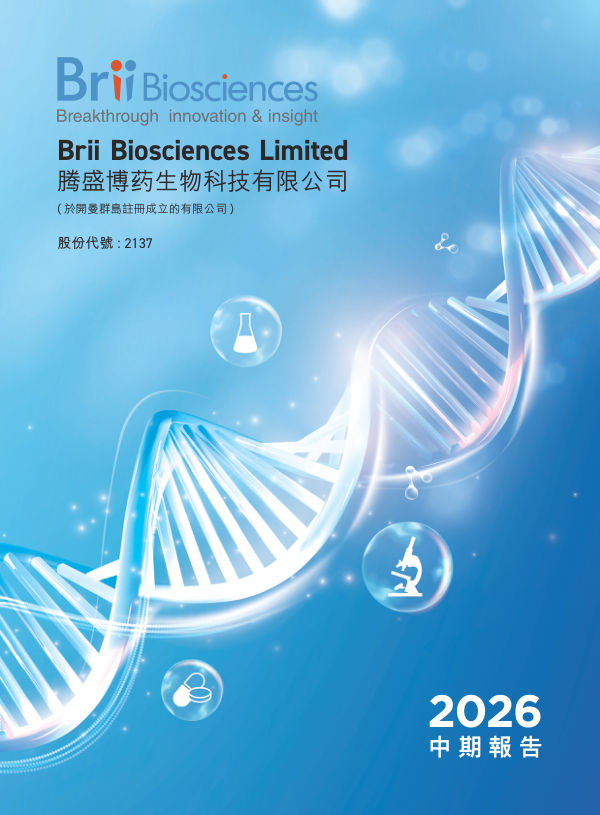 Brii Biosciences
Breakthrough innovation & insight
Brii Biosciences Limited
腾盛博药生物科技有限公司
( 於開曼群島註冊成立的有限公司 )
股份代號 : 2137
2026
中期報告